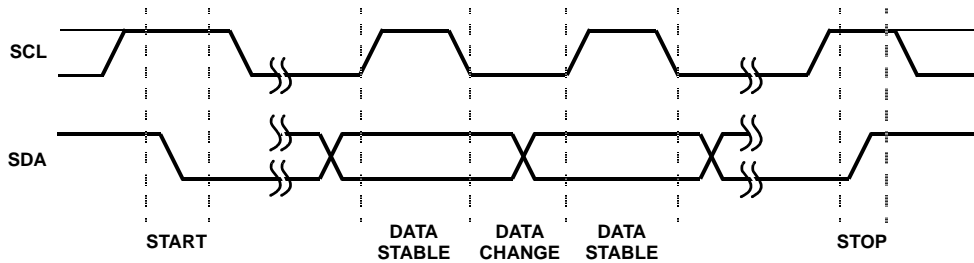 SCL
SDA
START
DATA
STABLE
DATA
CHANGE
DATA
STABLE
STOP